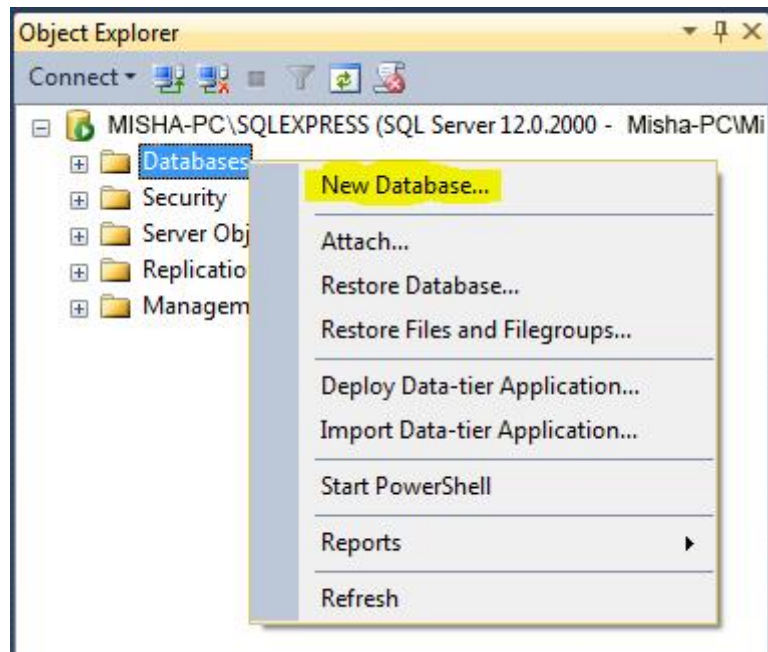 Object Explorer
Connect
MISHA-PC\SQLEXPRESS (SQL Server 12.0.2000 - Misha-PC\Mi
Databases
Security
Server Obj
Replicatio
Managem
New Database...
Attach...
Restore Database...
Restore Files and Filegroups...
Deploy Data-tier Application...
Import Data-tier Application...
Start PowerShell
Reports
Refresh